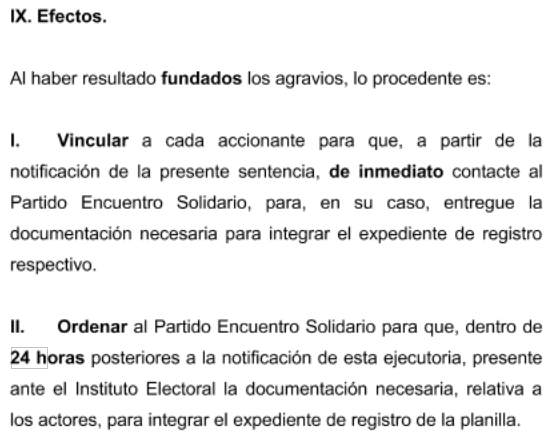 IX. Efectos.
Al haber resultado fundados los agravios, lo procedente es:
I. Vincular a cada accionante para que, a partir de la
notificación de la presente sentencia, de inmediato contacte al
Partido Encuentro Solidario, para, en su caso, entregue la
documentación necesaria para integrar el expediente de registro
respectivo.
II. Ordenar al Partido Encuentro Solidario para que, dentro de
24 horas posteriores a la notificación de esta ejecutoria, presente
ante el Instituto Electoral la documentación necesaria, relativa a
los actores, para integrar el expediente de registro de la planilla.